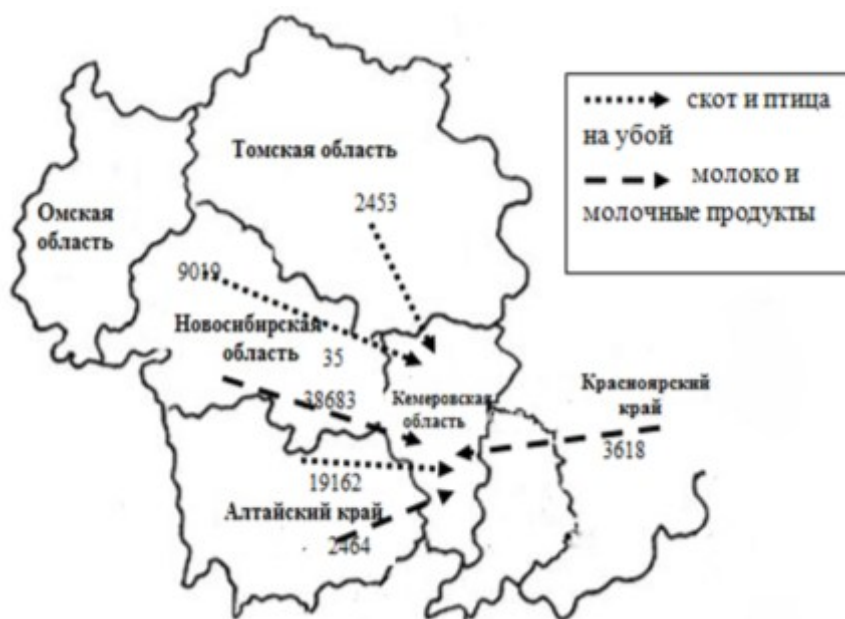 скот и птица
на убой
молоко и
молочные продукты
Томская область
2453
Омская
область
9019
Новосибирская
область
35
38683
Кемеровская
область
Красноярский
край
3618
19162
Алтайский край
2464